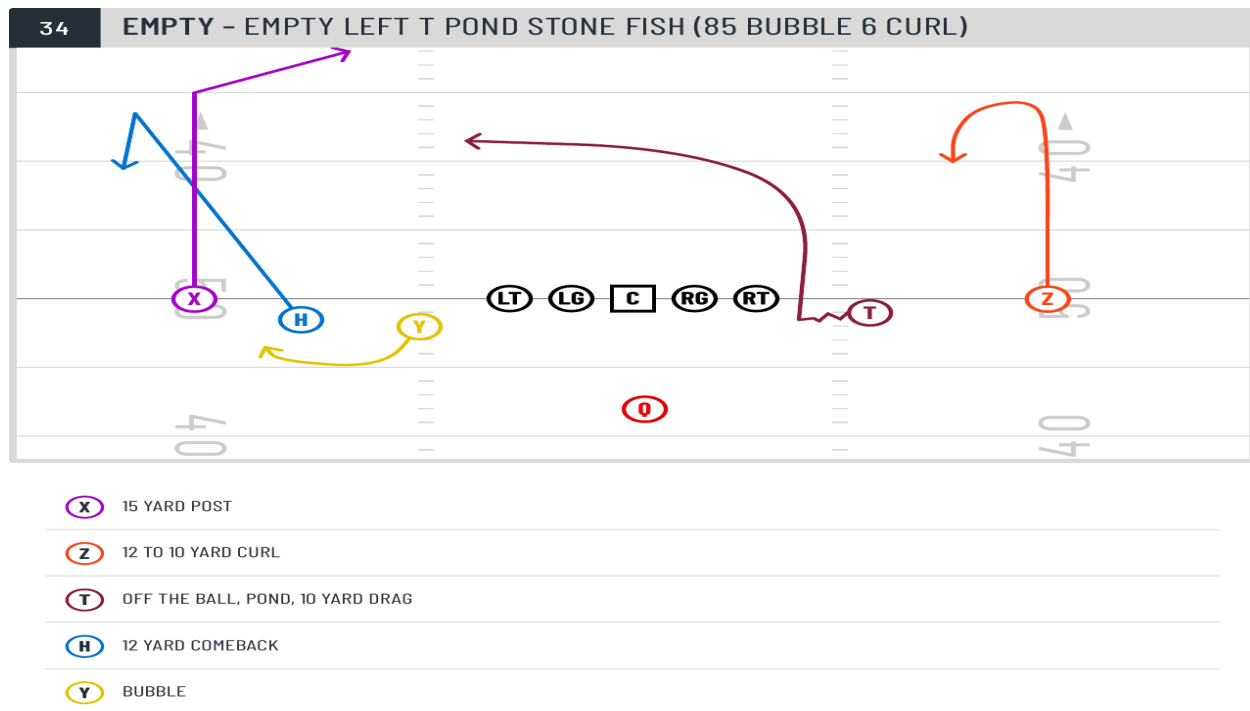 34 EMPTY - EMPTY LEFT T POND STONE FISH (85 BUBBLE 6 CURL)
40 40
50 50
X H Y LT LG C RG RT T Z
Q
40 40
X 15 YARD POST
Z 12 TO 10 YARD CURL
T OFF THE BALL, POND, 10 YARD DRAG
H 12 YARD COMEBACK
Y BUBBLE